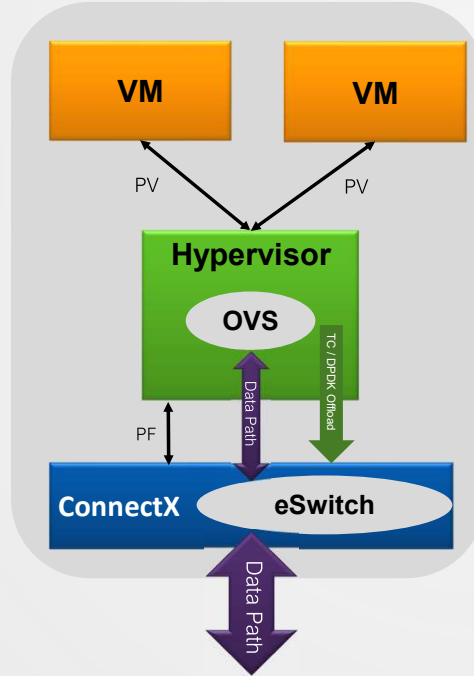 VM
VM
PV
PV
Hypervisor
OVS
TC / DPDK Offload
Data Path
PF
ConnectX
eSwitch
Data Path